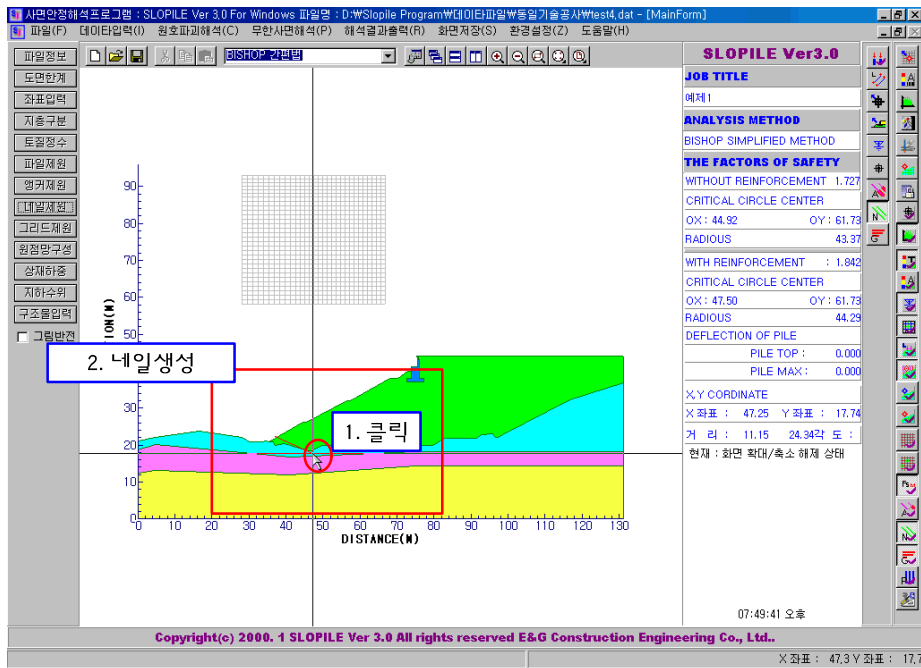 사면안정해석프로그램 : SLOPILE Ver 3,0 For Windows 파일명 : D:₩Slopile Program₩데이타파일₩동일기술공사₩test4,dat - [MainForm]
파일(F) 데이타입력(I) 원호파괴해석(C) 무한사면해석(P) 해석결과출력(R) 화면저장(S) 환경설정(Z) 도움말(H)
BISHOP 간편법
파일정보
도면한계
좌표입력
지층구분
토질정수
파일제원
앵커제원
네일제원
그리드제원
원점망구성
상재하중
지하수위
구조물입력
그림반전
90
80
70
60
50
30
20
10
0
ION(M)
2. 네일생성
1. 클릭
0 10 20 30 40 50 60 70 80 90 100 110 120 130
DISTANCE(M)
SLOPILE Ver3.0
JOB TITLE
예제1
ANALYSIS METHOD
BISHOP SIMPLIFIED METHOD
THE FACTORS OF SAFETY
WITHOUT REINFORCEMENT 1.727
CRITICAL CIRCLE CENTER
OX : 44.92 OY : 61.73
RADIOUS 43.37
WITH REINFORCEMENT : 1.842
CRITICAL CIRCLE CENTER
OX : 47.50 OY : 61.73
RADIOUS 44.29
DEFLECTION OF PILE
PILE TOP : 0.000
PILE MAX : 0.000
X,Y CORDINATE
X 좌표 : 47.25 Y 좌표 : 17.74
거 리 : 11.15 24.34각 도 :
현재 : 화면 확대/축소 해제 상태
07:49:41 오후
Copyright(c) 2000. 1 SLOPILE Ver 3.0 All rights reserved E&G Construction Engineering Co., Ltd..
X 좌표 : 47,3 Y 좌표 : 17,7